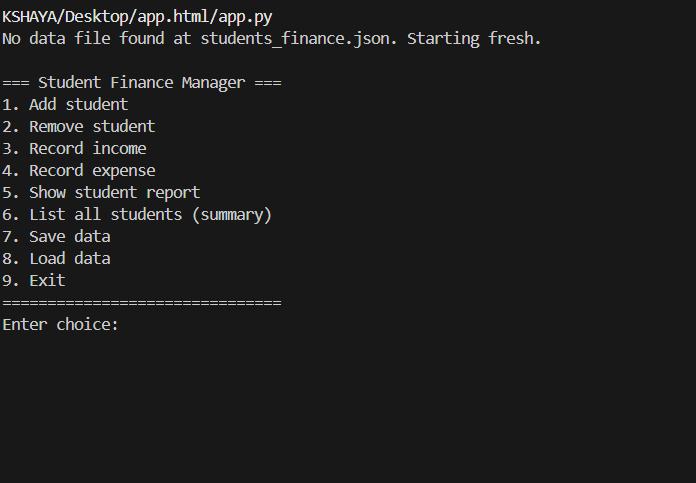 KSHAYA/Desktop/app.html/app.py
No data file found at students_finance.json. Starting fresh.
=== Student Finance Manager ===
1. Add student
2. Remove student
3. Record income
4. Record expense
5. Show student report
6. List all students (summary)
7. Save data
8. Load data
9. Exit
===============================
Enter choice: